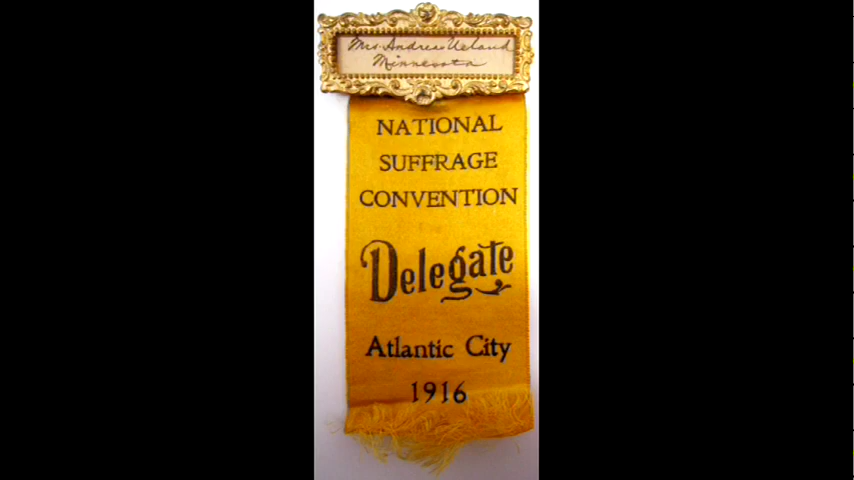 Mrs. Andreas Ueland
Minnesota
NATIONAL
SUFFRAGE
CONVENTION
Delegate
Atlantic City
1916